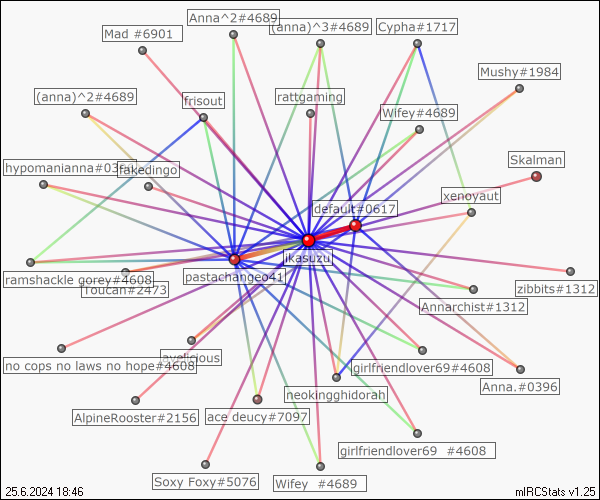 Anna^2#4689
(anna)^3#4689
Cypha#1717
Mad #6901
Mushy#1984
(anna)^2#4689
frisout
rattgaming
Wifey#4689
Skalman
hypomanianna#03
fakedingo
xenoyaut
default#0617
ikasuzu
pastachange041
ramshackle gorey#4608
Toucan#2473
zibbits#1312
Annarchist#1312
no cops no laws no hope#4608
girlfriendlover69#4608
Anna.#0396
neokingghidorah
AlpineRooster#2156
ace deucy#7097
girlfriendlover69 #4608
Soxy Foxy#5076
Wifey #4689
25.6.2024 18:46
mIRCStats v1.25